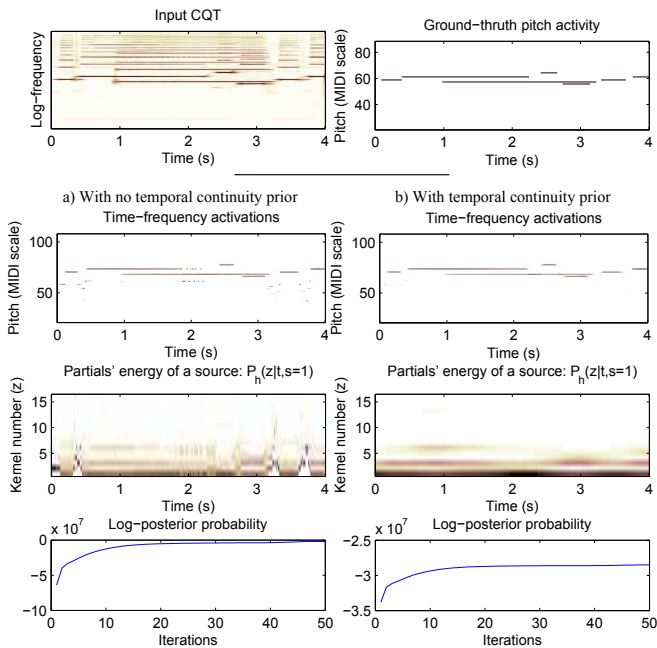 Input CQT
Log−frequency
0 1 2 3 4
Time (s)
Ground−thruth pitch activity
Pitch (MIDI scale)
80
60
40
0 1 2 3 4
Time (s)
a) With no temporal continuity prior
Time−frequency activations
Pitch (MIDI scale)
100
50
0 1 2 3 4
Time (s)
b) With temporal continuity prior
Time−frequency activations
Pitch (MIDI scale)
100
50
0 1 2 3 4
Time (s)
Partials' energy of a source: P_h(z|t,s=1)
Kernel number (z)
15
10
5
0 1 2 3 4
Time (s)
Partials' energy of a source: P_h(z|t,s=1)
Kernel number (z)
15
10
5
0 1 2 3 4
Time (s)
x 10^7
Log−posterior probability
0
−5
−10
0 10 20 30 40 50
Iterations
x 10^7
Log−posterior probability
−2.5
−3
−3.5
0 10 20 30 40 50
Iterations